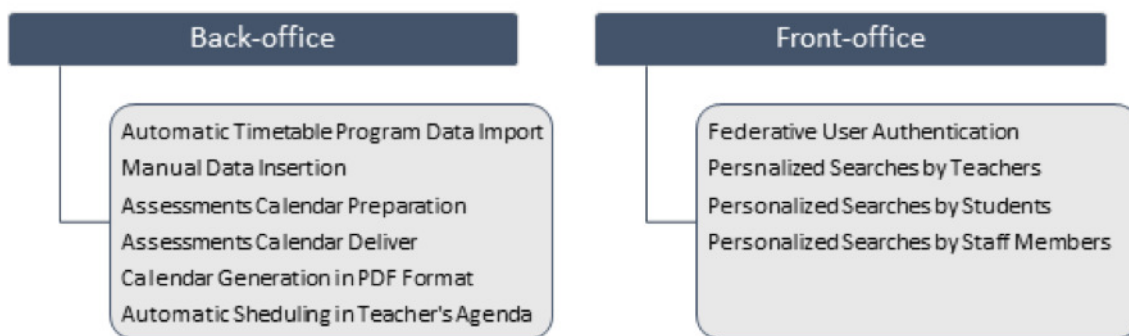 Back-office
Automatic Timetable Program Data Import
Manual Data Insertion
Assessments Calendar Preparation
Assessments Calendar Deliver
Calendar Generation in PDF Format
Automatic Sheduling in Teacher's Agenda
Front-office
Federative User Authentication
Persnalized Searches by Teachers
Personalized Searches by Students
Personalized Searches by Staff Members